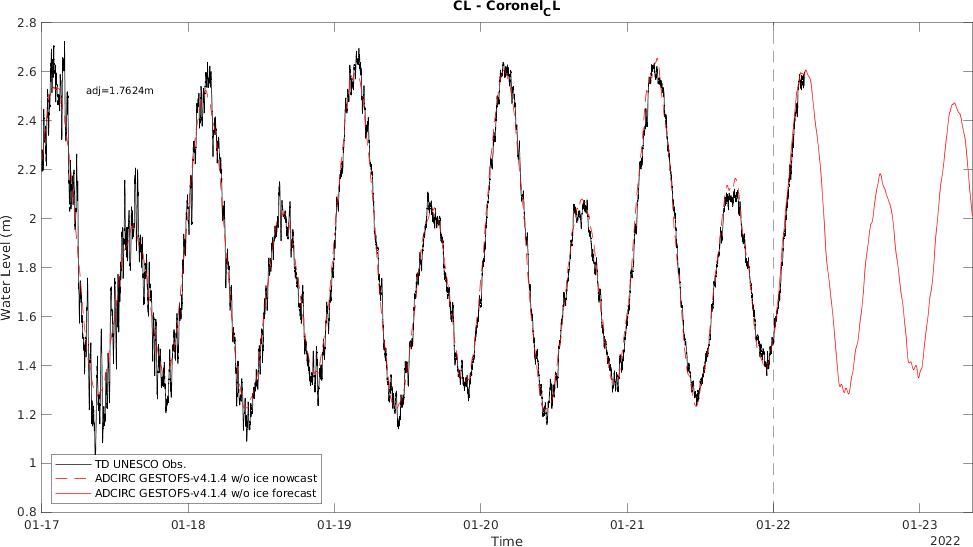 CL - Coronel_CL
2.8
2.6
2.4
2.2
2
1.8
1.6
1.4
1.2
1
0.8
Water Level (m)
adj=1.7624m
TD UNESCO Obs.
ADCIRC GESTOFS-v4.1.4 w/o ice nowcast
ADCIRC GESTOFS-v4.1.4 w/o ice forecast
01-17 01-18 01-19 01-20 01-21 01-22 01-23
Time
2022